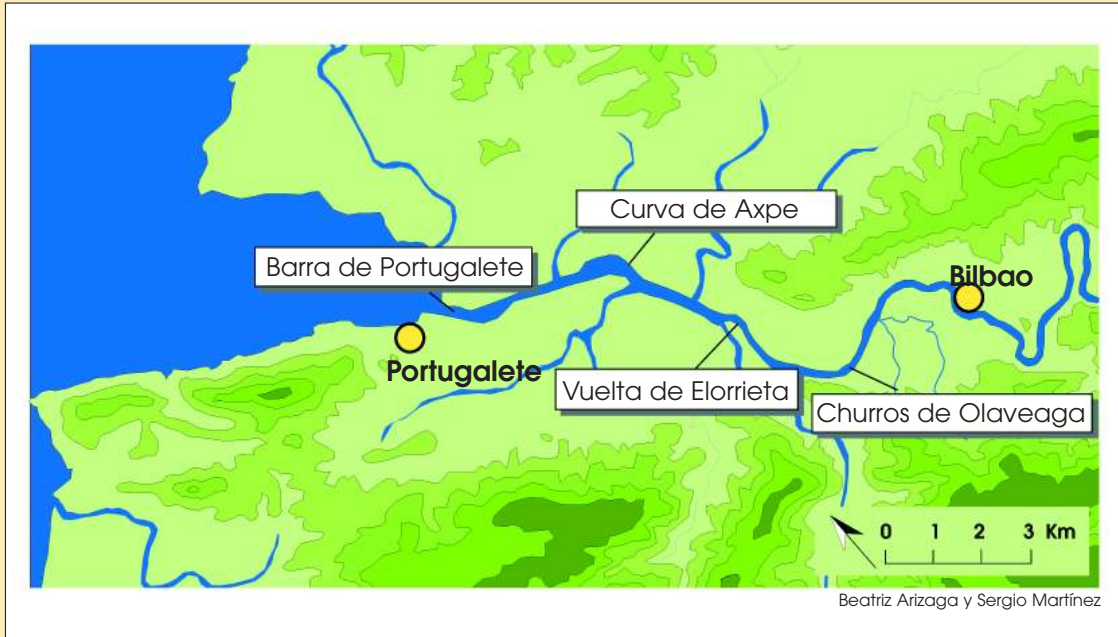 Curva de Axpe
Barra de Portugalete
Bilbao
Portugalete
Vuelta de Elorrieta
Churros de Olaveaga
0 1 2 3 Km
Beatriz Arizaga y Sergio Martínez